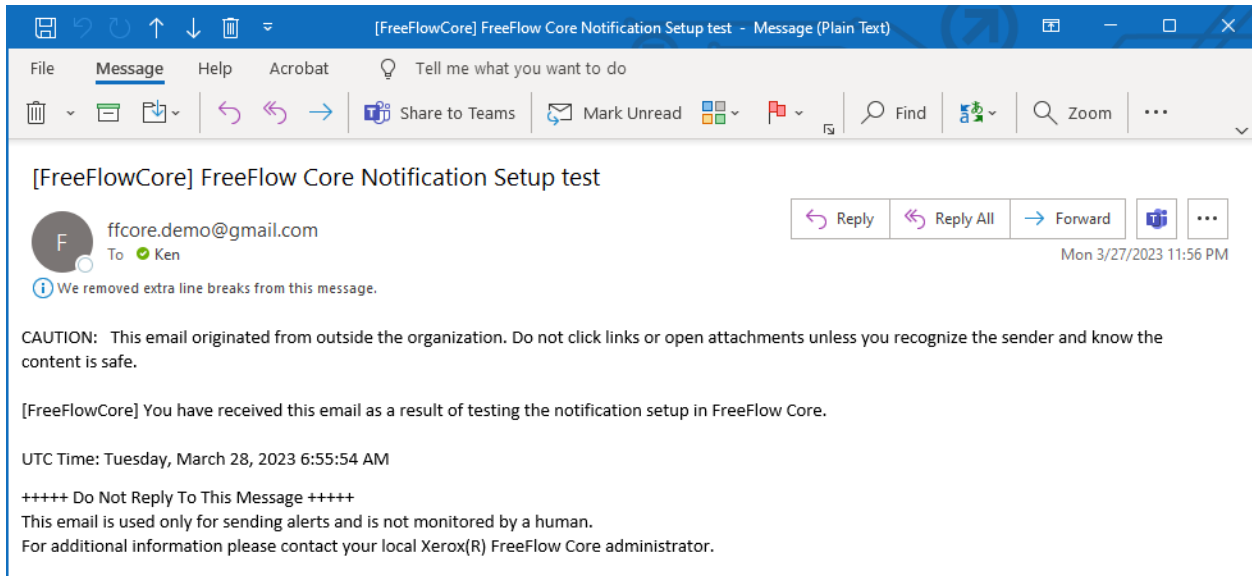 [FreeFlowCore] FreeFlow Core Notification Setup test - Message (Plain Text)
File Message Help Acrobat Tell me what you want to do
Share to Teams Mark Unread Find Zoom
[FreeFlowCore] FreeFlow Core Notification Setup test
F
ffcore.demo@gmail.com
To Ken
Reply Reply All Forward
Mon 3/27/2023 11:56 PM
We removed extra line breaks from this message.
CAUTION: This email originated from outside the organization. Do not click links or open attachments unless you recognize the sender and know the
content is safe.
[FreeFlowCore] You have received this email as a result of testing the notification setup in FreeFlow Core.
UTC Time: Tuesday, March 28, 2023 6:55:54 AM
+++++ Do Not Reply To This Message +++++
This email is used only for sending alerts and is not monitored by a human.
For additional information please contact your local Xerox(R) FreeFlow Core administrator.